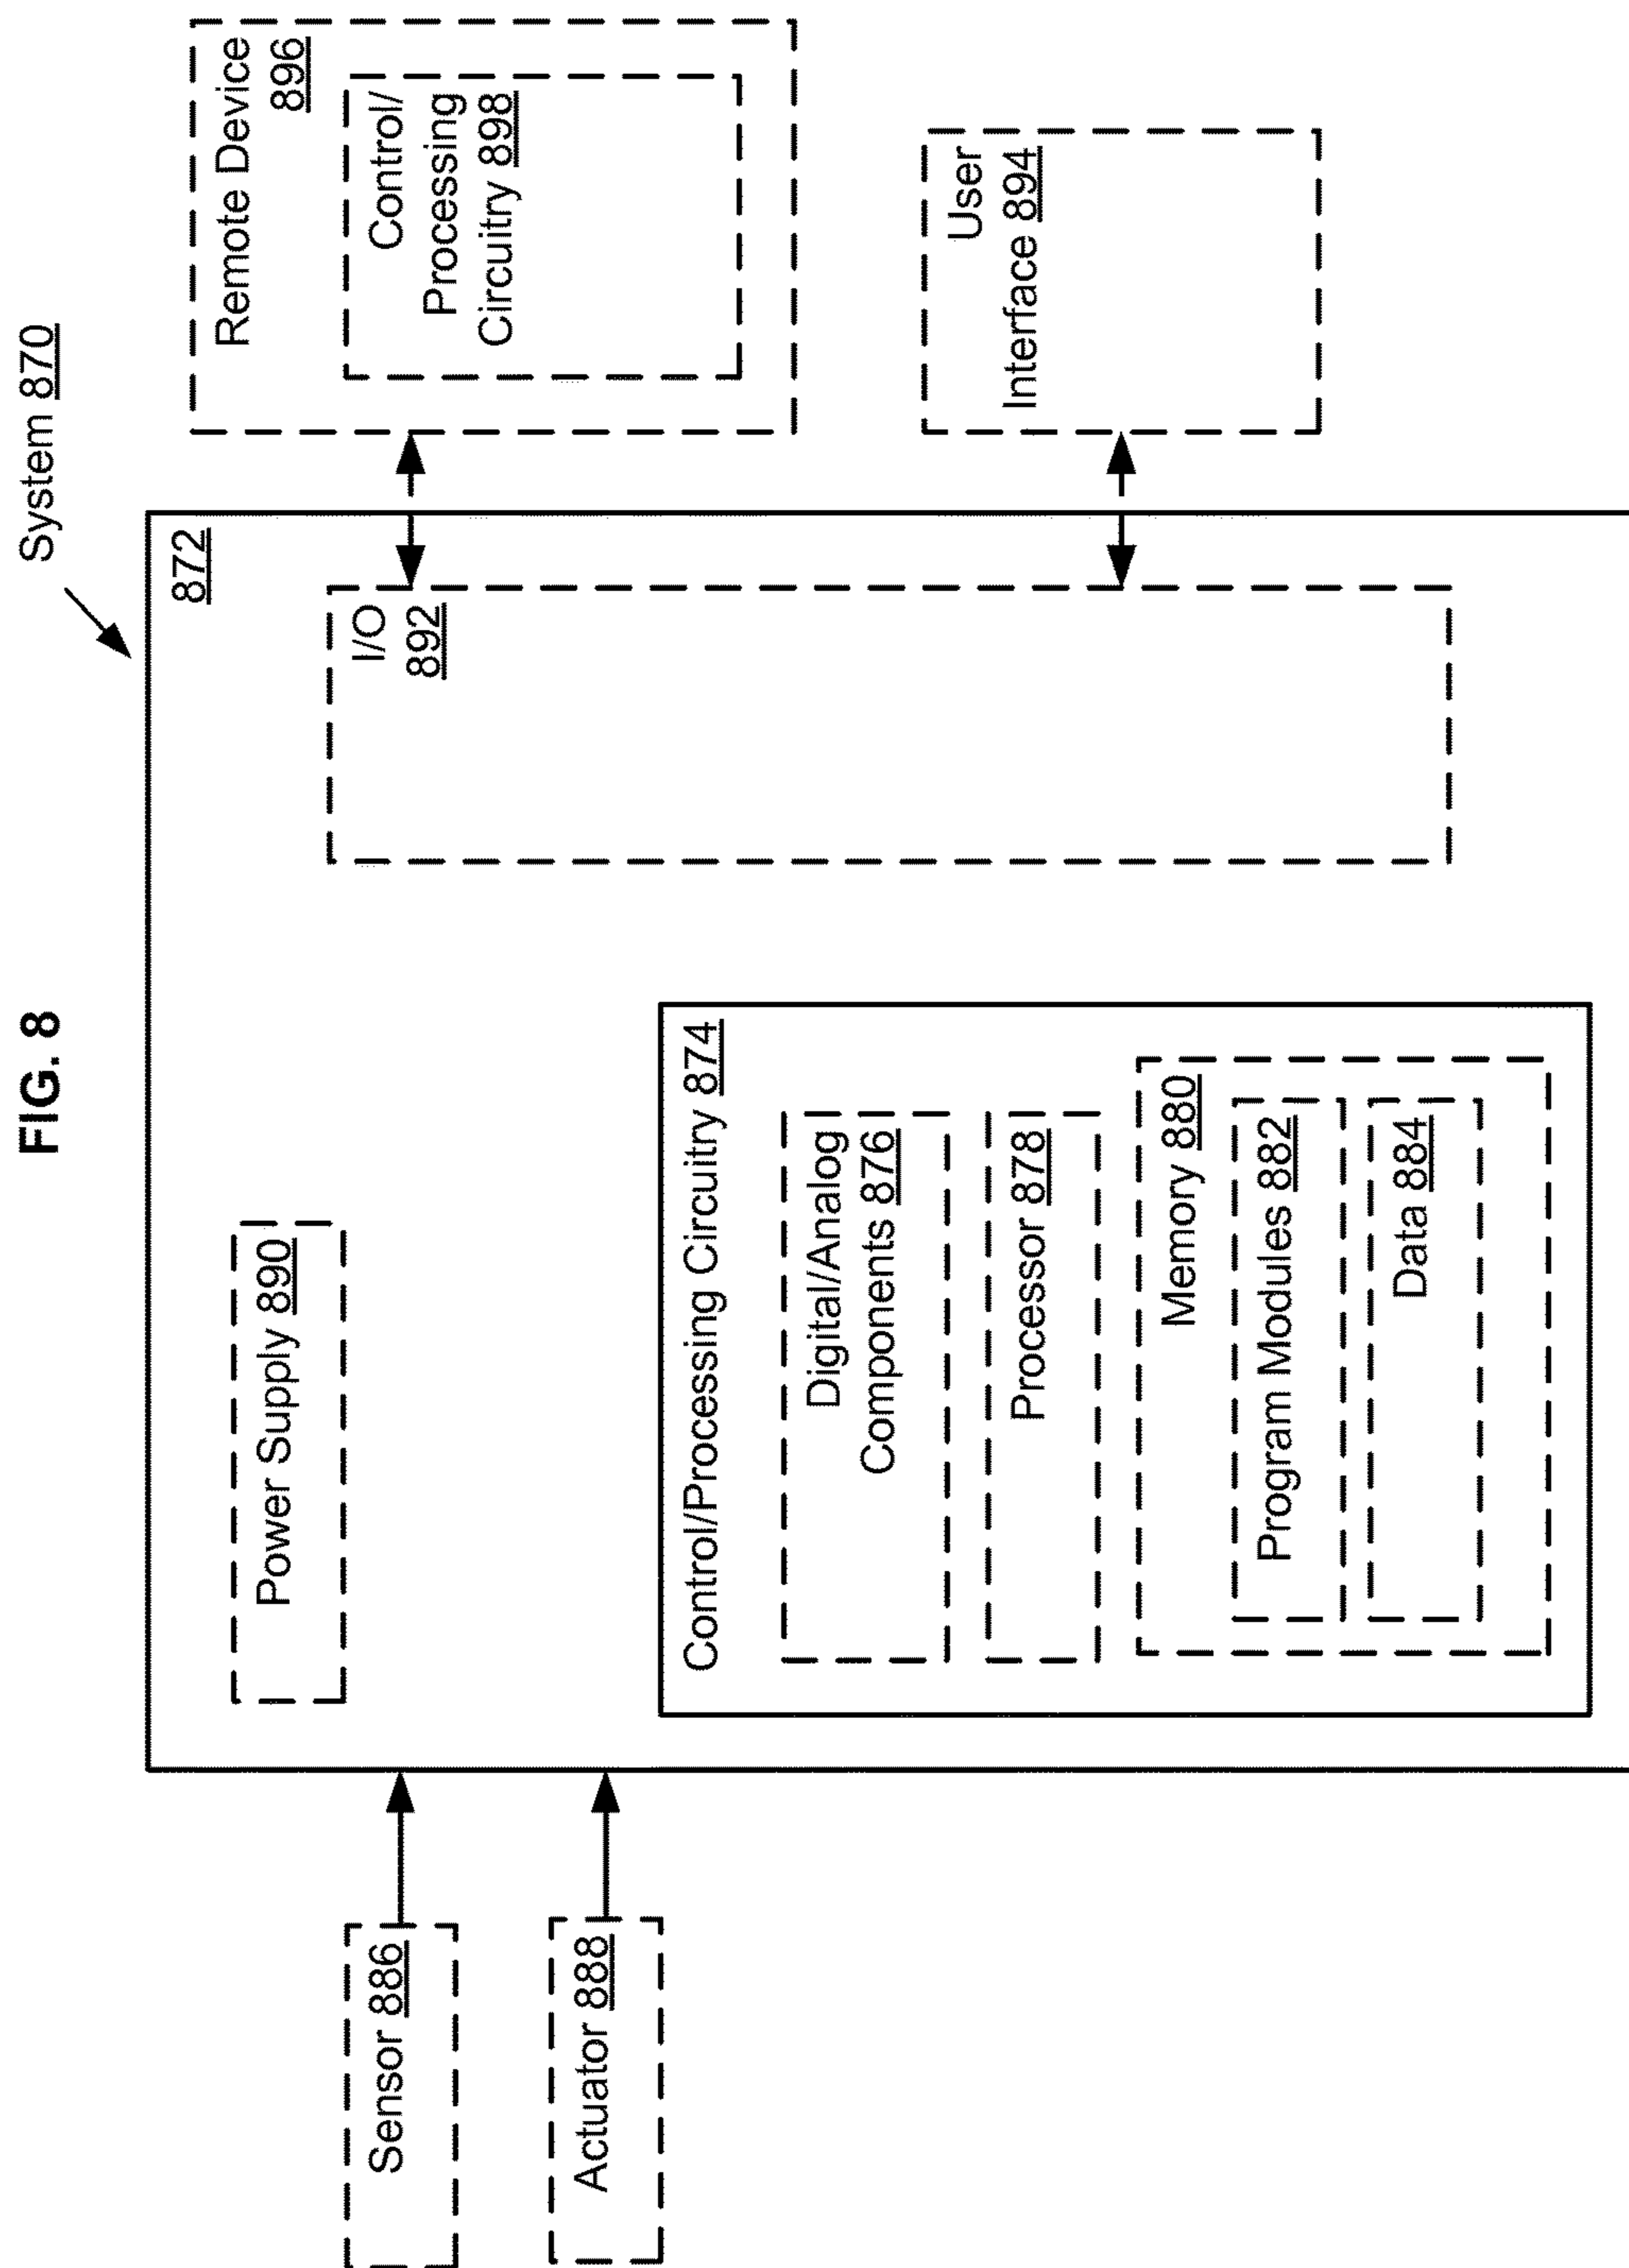 FIG. 8
System 870
872
Power Supply 890
Sensor 886
Actuator 888
Control/Processing Circuitry 874
Digital/Analog
Components 876
Processor 878
Memory 880
Program Modules 882
Data 884
I/O
892
Remote Device
896
Control/
Processing
Circuitry 898
User
Interface 894